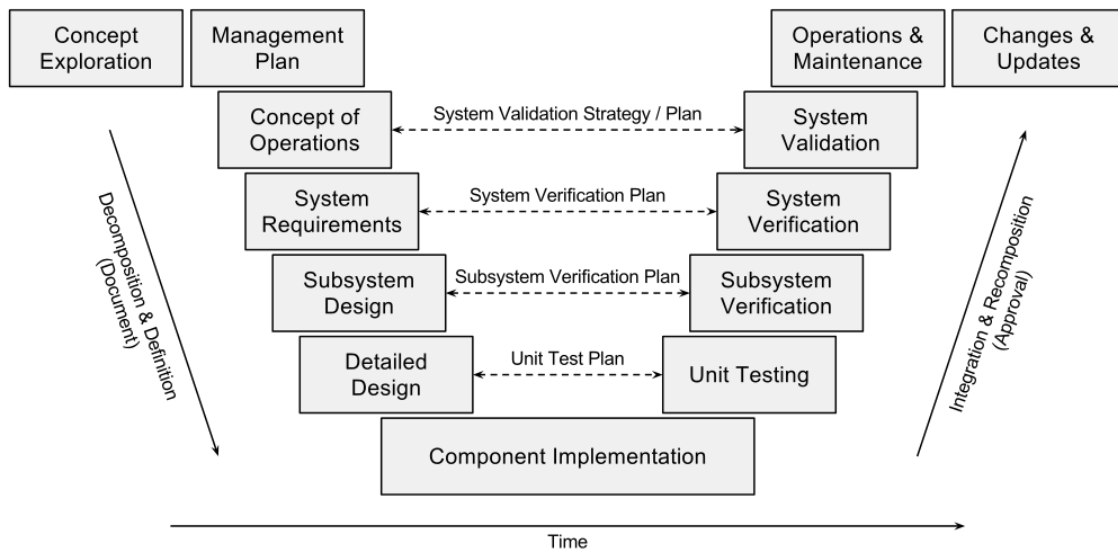 Concept
Exploration
Management
Plan
Operations &
Maintenance
Changes &
Updates
Concept of
Operations
System Validation Strategy / Plan
System
Validation
System
Requirements
System Verification Plan
System
Verification
Subsystem
Design
Subsystem Verification Plan
Subsystem
Verification
Detailed
Design
Unit Test Plan
Unit Testing
Component Implementation
Decomposition & Definition
(Document)
Integration & Recomposition
(Approval)
Time